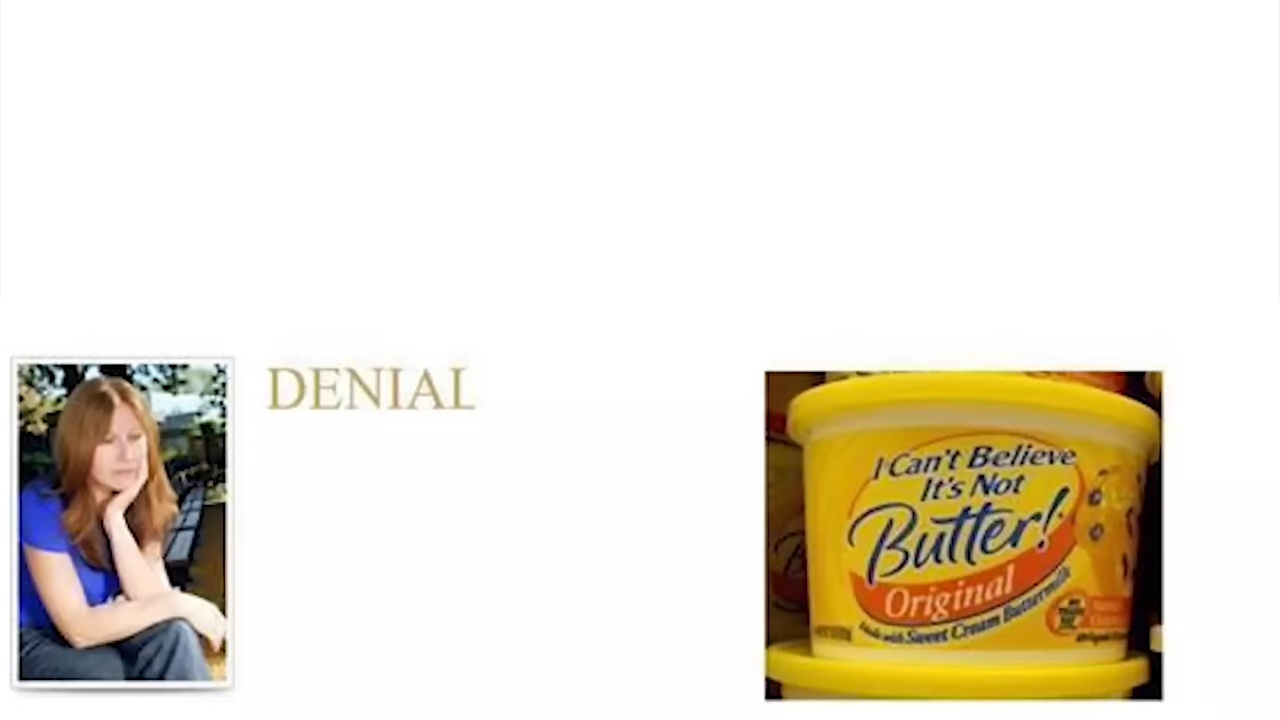 DENIAL
I Can't Believe
It's Not
Butter!
Original
Made with Sweet Cream Buttermilk